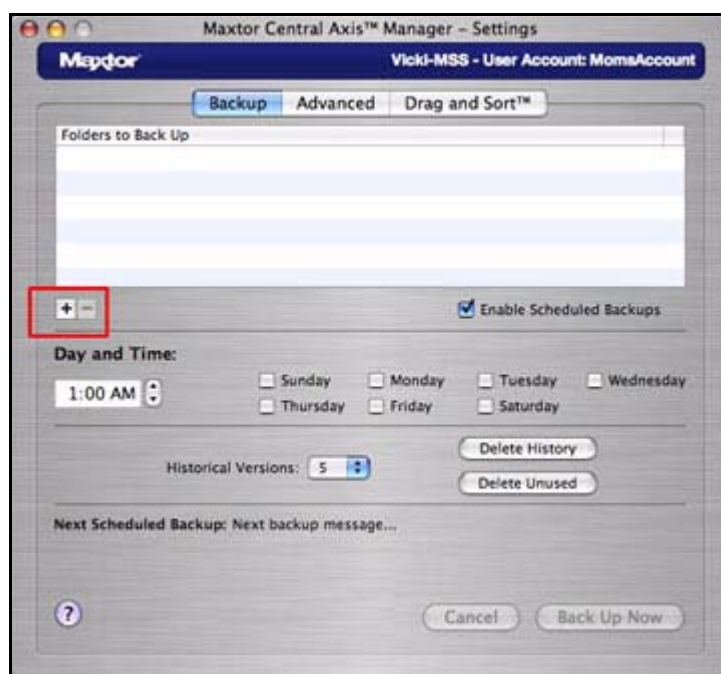 Maxtor Central Axis™ Manager – Settings
Maxtor Vicki-MSS - User Account: MomsAccount
Backup Advanced Drag and Sort™
Folders to Back Up
+ −
Enable Scheduled Backups
Day and Time:
1:00 AM
Sunday Monday Tuesday Wednesday
Thursday Friday Saturday
Historical Versions: 5
Delete History
Delete Unused
Next Scheduled Backup: Next backup message...
? Cancel Back Up Now